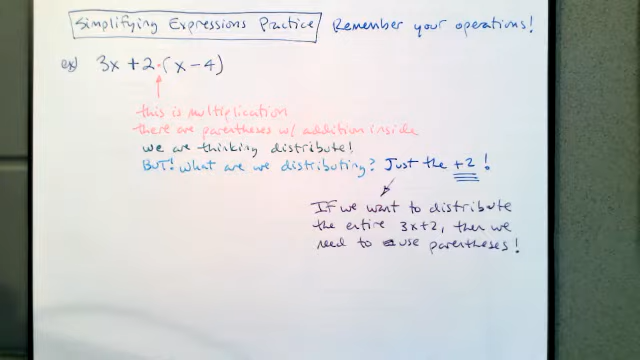 Simplifying Expressions Practice Remember your operations!
ex) 3x + 2 · (x - 4)
this is multiplication
there are parentheses w/ addition inside
we are thinking distribute!
BUT! What are we distributing? Just the +2 !
If we want to distribute
the entire 3x+2, then we
need to use parentheses!